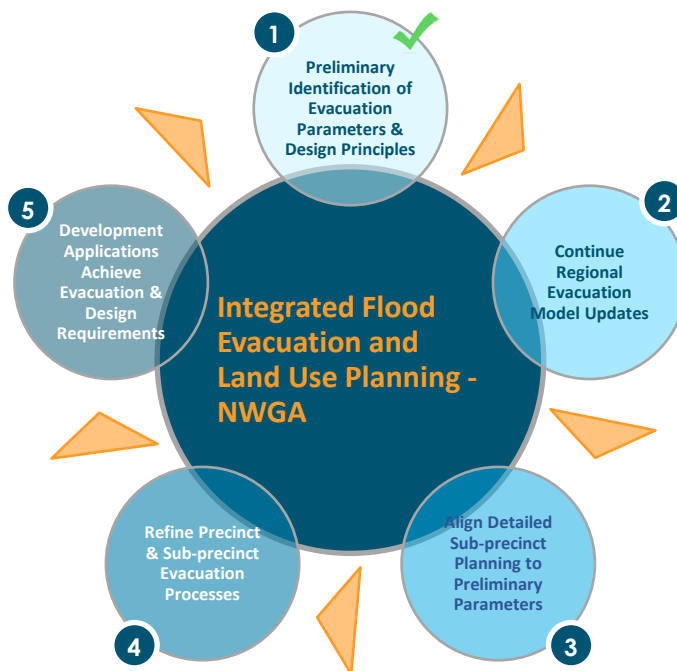 1
Preliminary
Identification of
Evacuation
Parameters &
Design Principles
2
Continue
Regional
Evacuation
Model Updates
3
Align Detailed
Sub-precinct
Planning to
Preliminary
Parameters
4
Refine Precinct
& Sub-precinct
Evacuation
Processes
5
Development
Applications
Achieve
Evacuation &
Design
Requirements
Integrated Flood
Evacuation and
Land Use Planning -
NWGA